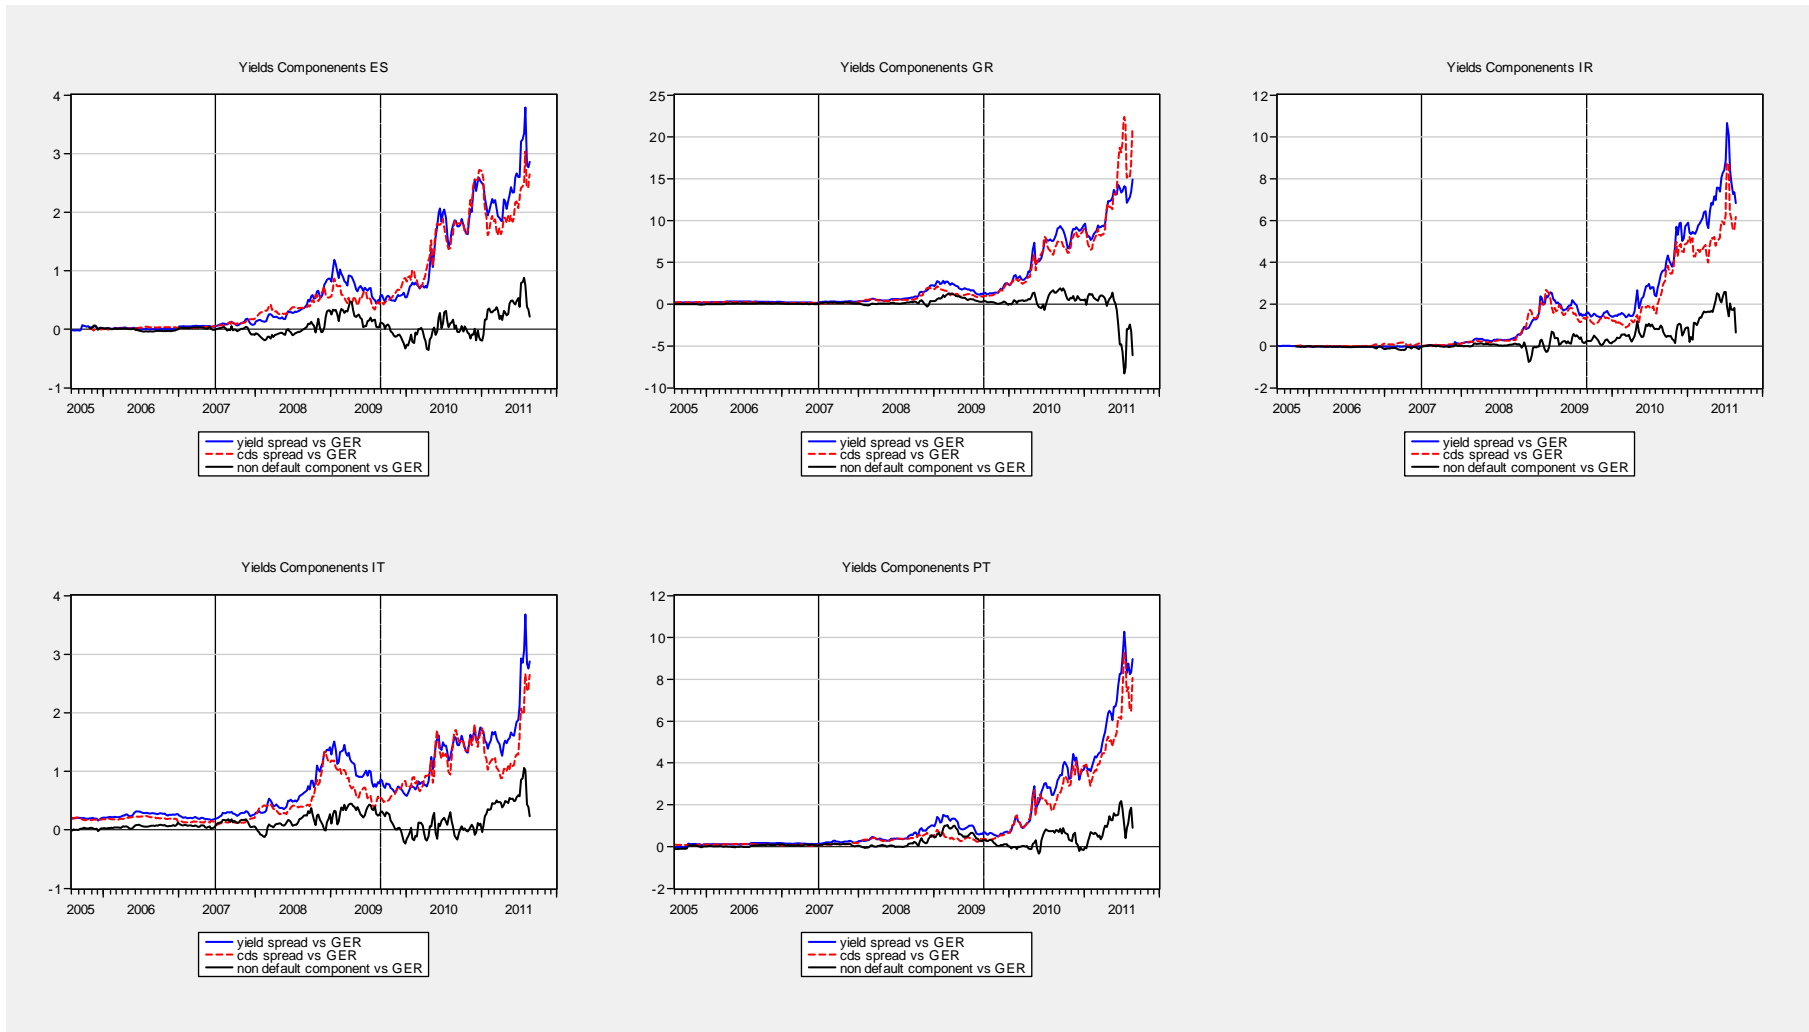 Yields Componenents ES
4
3
2
1
0
-1
2005 2006 2007 2008 2009 2010 2011
yield spread vs GER
cds spread vs GER
non default component vs GER
Yields Componenents GR
25
20
15
10
5
0
-5
-10
2005 2006 2007 2008 2009 2010 2011
yield spread vs GER
cds spread vs GER
non default component vs GER
Yields Componenents IR
12
10
8
6
4
2
0
-2
2005 2006 2007 2008 2009 2010 2011
yield spread vs GER
cds spread vs GER
non default component vs GER
Yields Componenents IT
4
3
2
1
0
-1
2005 2006 2007 2008 2009 2010 2011
yield spread vs GER
cds spread vs GER
non default component vs GER
Yields Componenents PT
12
10
8
6
4
2
0
-2
2005 2006 2007 2008 2009 2010 2011
yield spread vs GER
cds spread vs GER
non default component vs GER